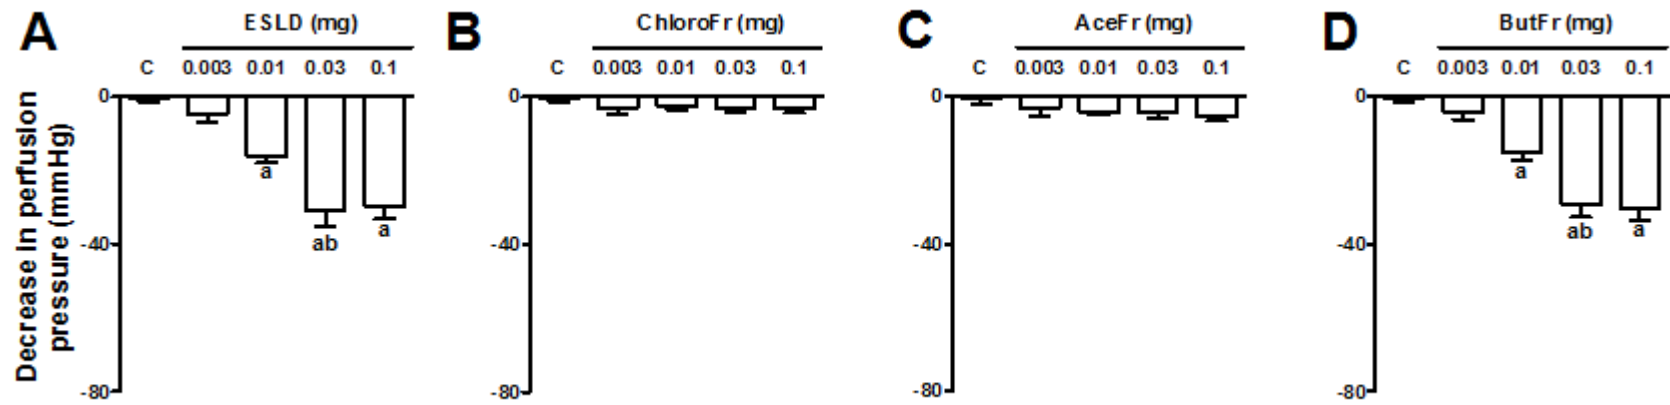 A
ESLD (mg)
C 0.003 0.01 0.03 0.1
0
-40
-80
a
ab
a
Decrease in perfusion
pressure (mmHg)
B
ChloroFr (mg)
C 0.003 0.01 0.03 0.1
0
-40
-80
C
AceFr (mg)
C 0.003 0.01 0.03 0.1
0
-40
-80
D
ButFr (mg)
C 0.003 0.01 0.03 0.1
0
-40
-80
a
ab
a